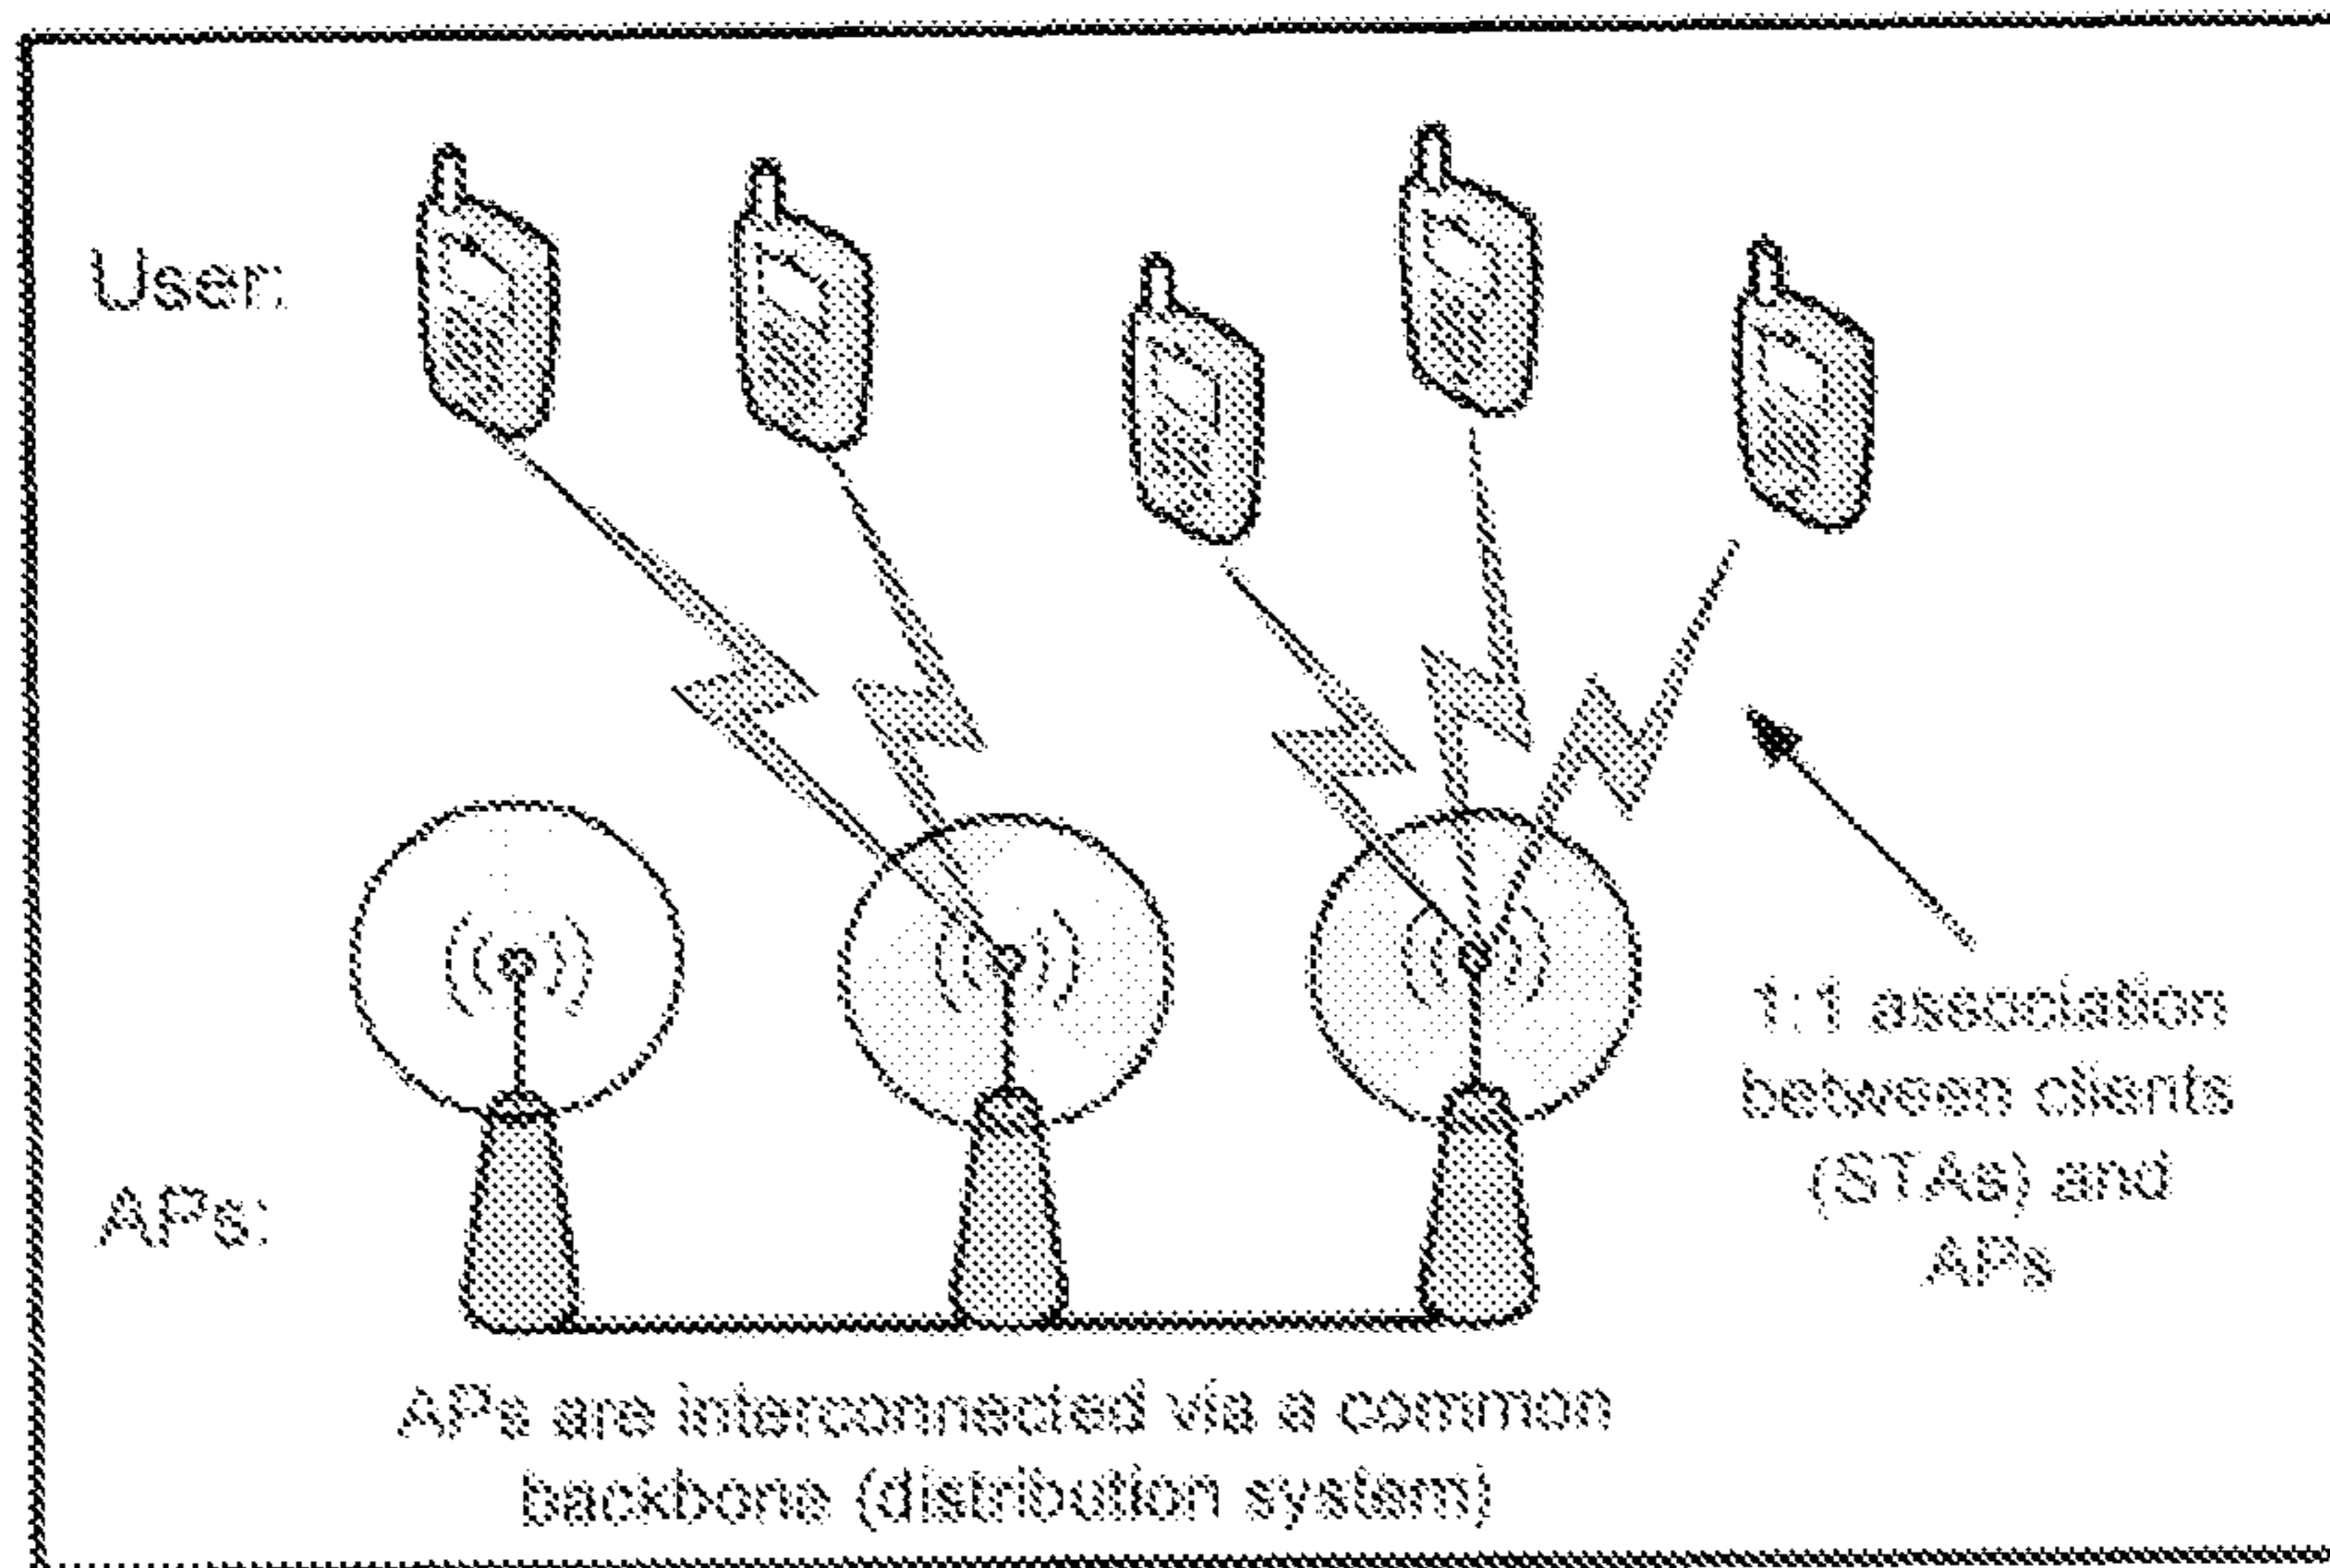 User:
1:1 association
between clients
(STAs) and
APs
APs:
APs are interconnected via a common
backbone (distribution system)